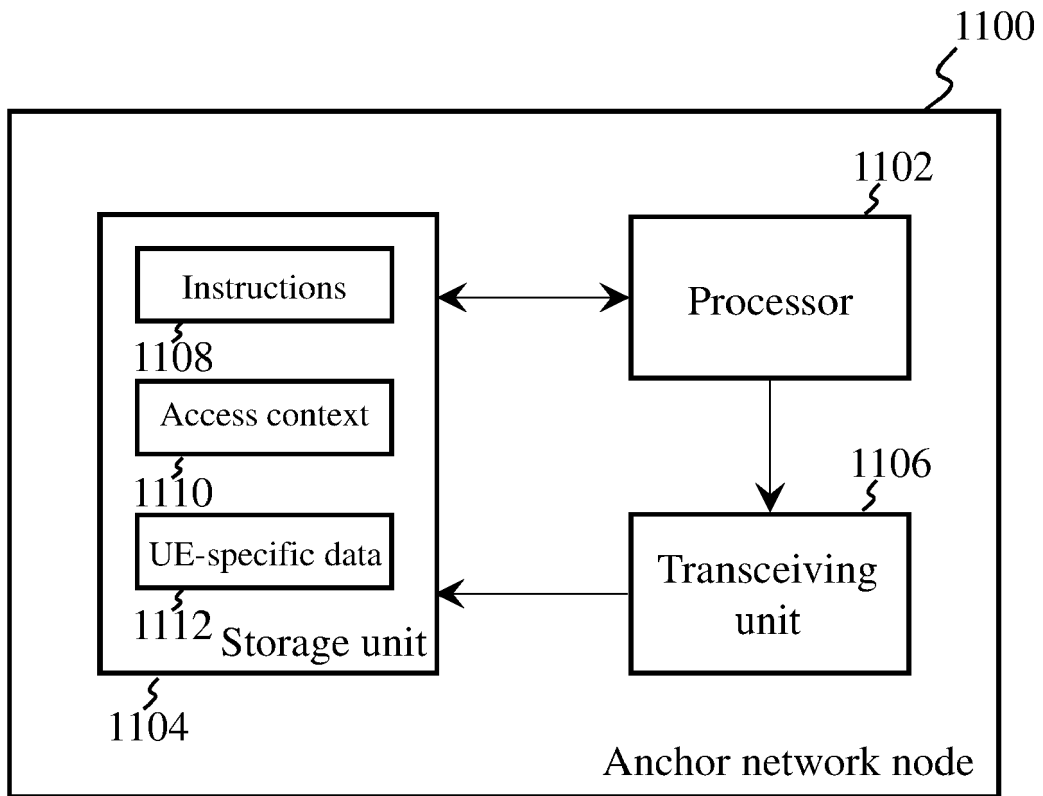 1100
1102
Instructions
Processor
1108
Access context
1110
1106
UE-specific data
Transceiving
unit
1112
Storage unit
1104
Anchor network node